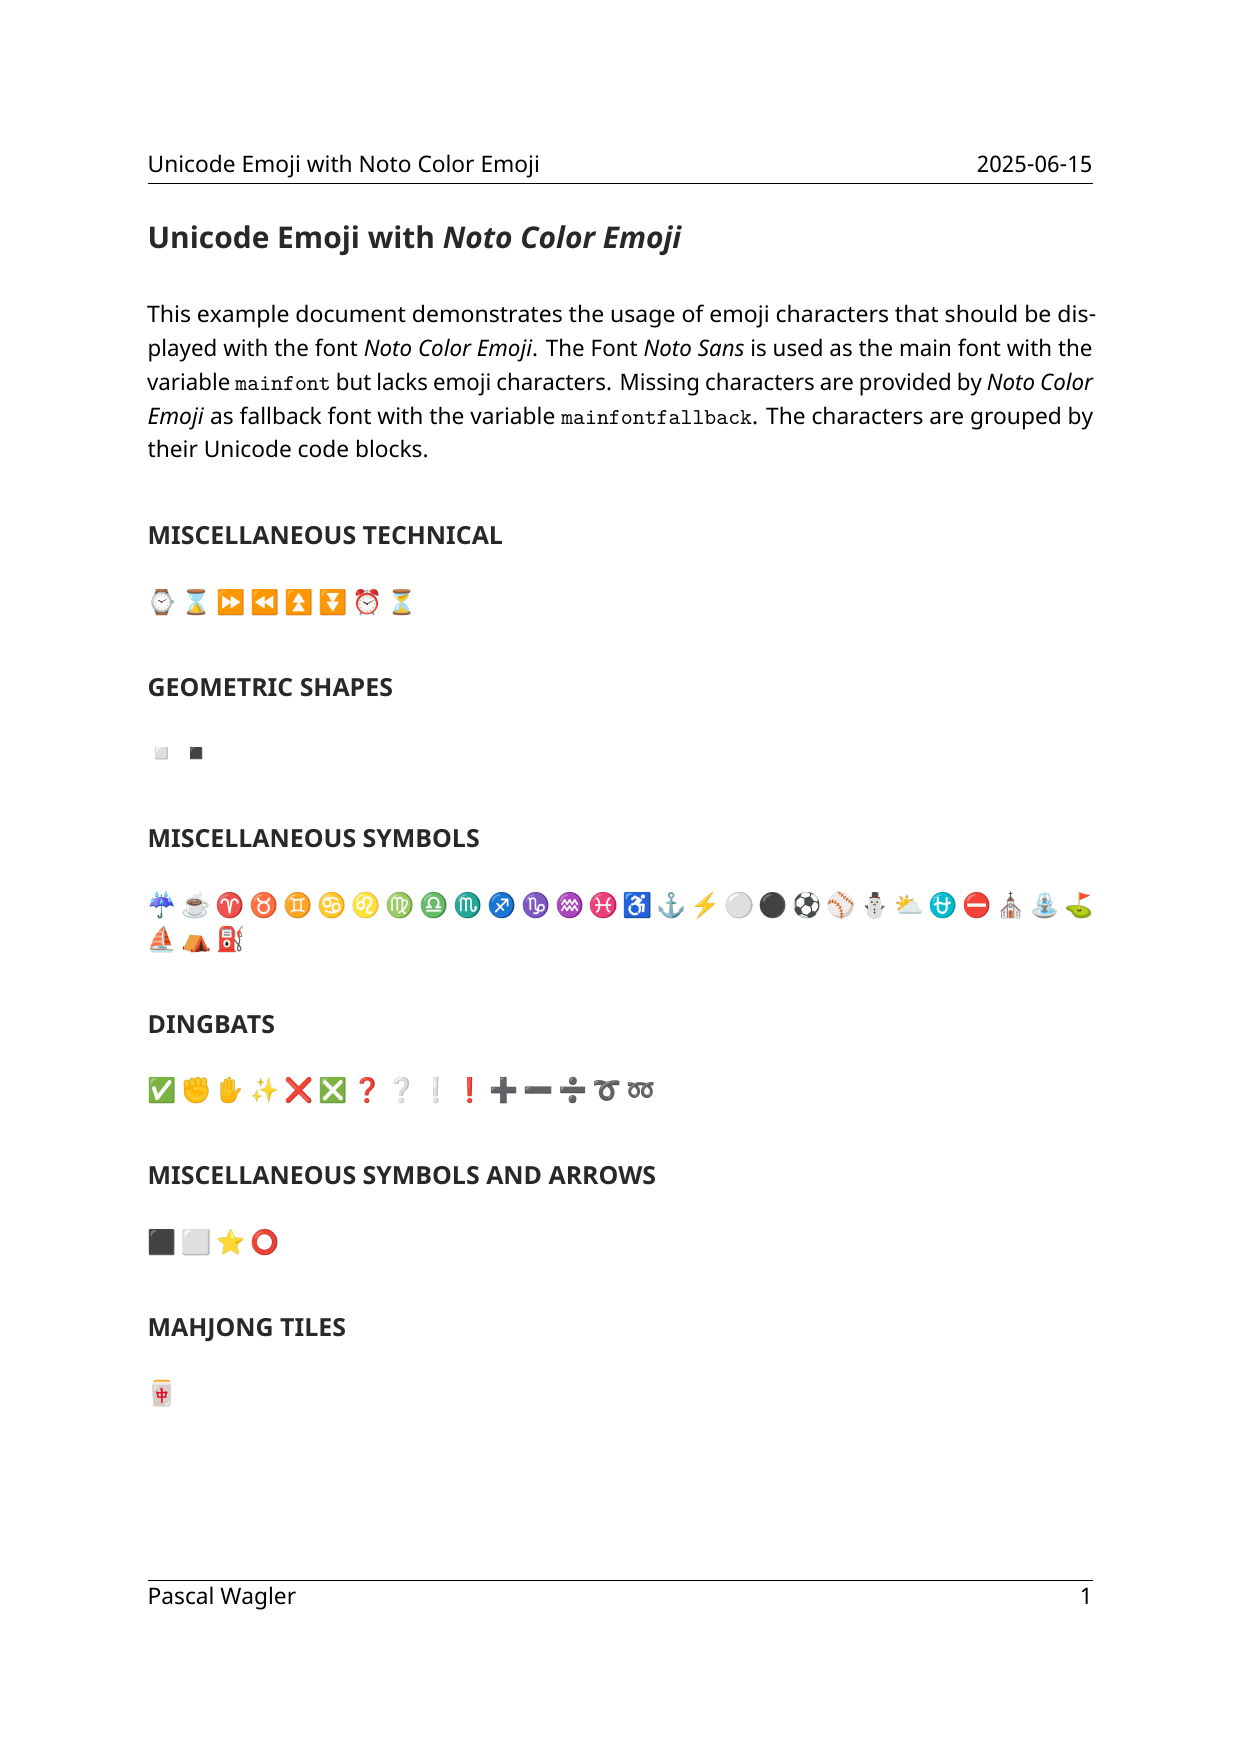 Unicode Emoji with Noto Color Emoji 2025-06-15
Unicode Emoji with Noto Color Emoji
This example document demonstrates the usage of emoji characters that should be dis-
played with the font Noto Color Emoji. The Font Noto Sans is used as the main font with the
variable mainfont but lacks emoji characters. Missing characters are provided by Noto Color
Emoji as fallback font with the variable mainfontfallback. The characters are grouped by
their Unicode code blocks.
MISCELLANEOUS TECHNICAL
⌚ ⌛ ⏩ ⏪ ⏫ ⏬ ⏰ ⏳
GEOMETRIC SHAPES
◽ ◾
MISCELLANEOUS SYMBOLS
☔ ☕ ♈ ♉ ♊ ♋ ♌ ♍ ♎ ♏ ♐ ♑ ♒ ♓ ♿ ⚓ ⚡ ⚪ ⚫ ⚽ ⚾ ⛄ ⛅ ⛎ ⛔ ⛪ ⛲ ⛳
⛵ ⛺ ⛽
DINGBATS
✅ ✊ ✋ ✨ ❌ ❎ ❓ ❔ ❕ ❗ ➕ ➖ ➗ ➰ ➿
MISCELLANEOUS SYMBOLS AND ARROWS
⬛ ⬜ ⭐ ⭕
MAHJONG TILES
🀄
Pascal Wagler 1